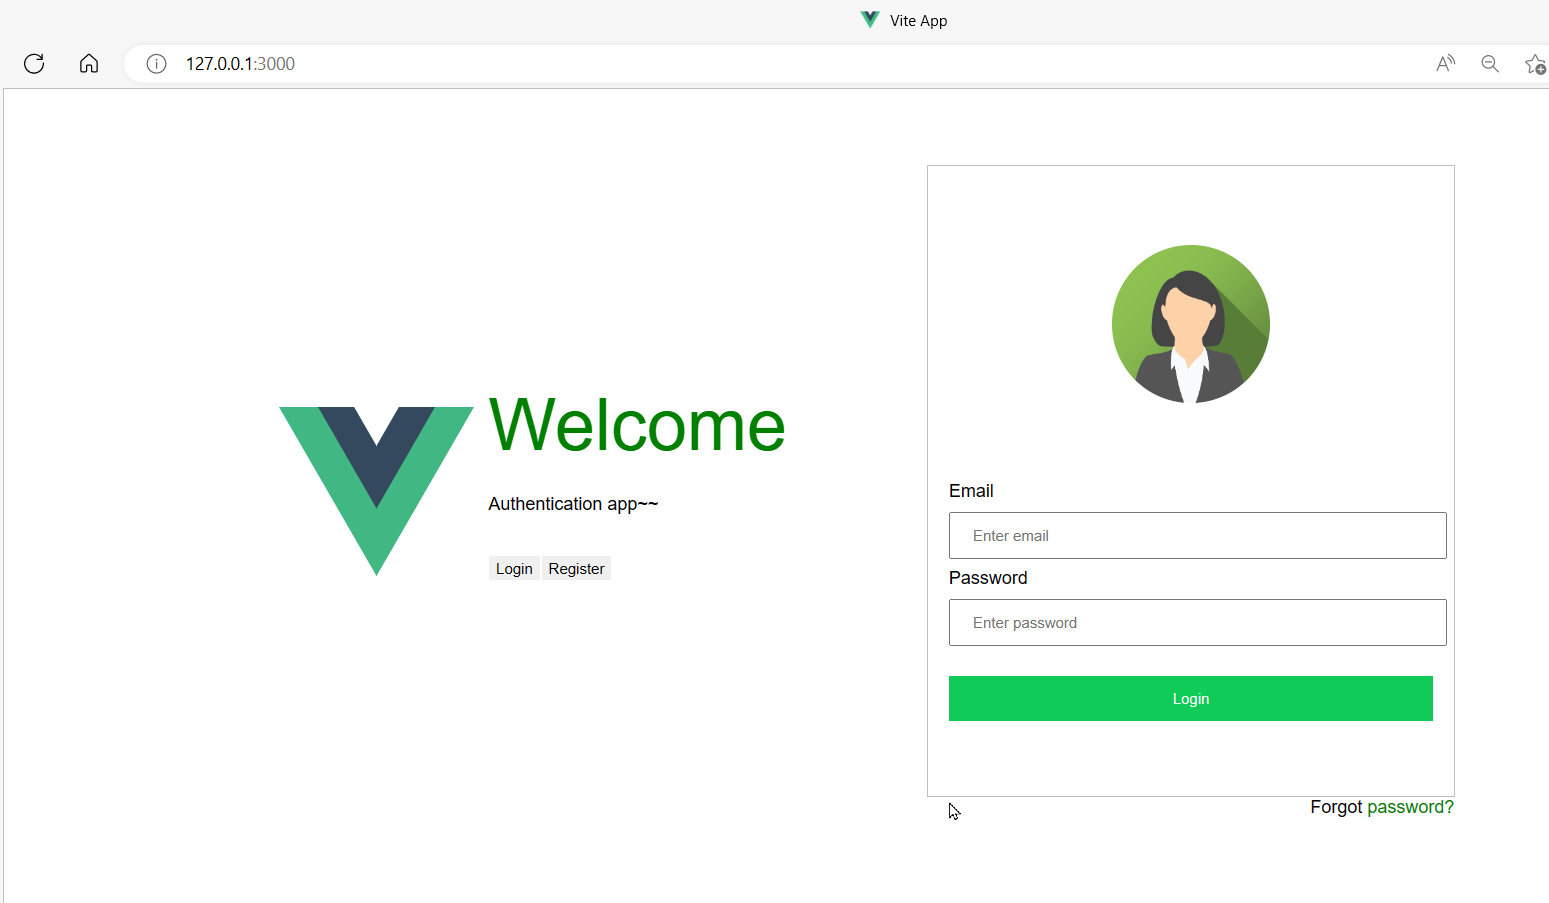 Vite App
127.0.0.1:3000
Welcome
Authentication app~~
Login Register
Email
Enter email
Password
Enter password
Login
Forgot password?